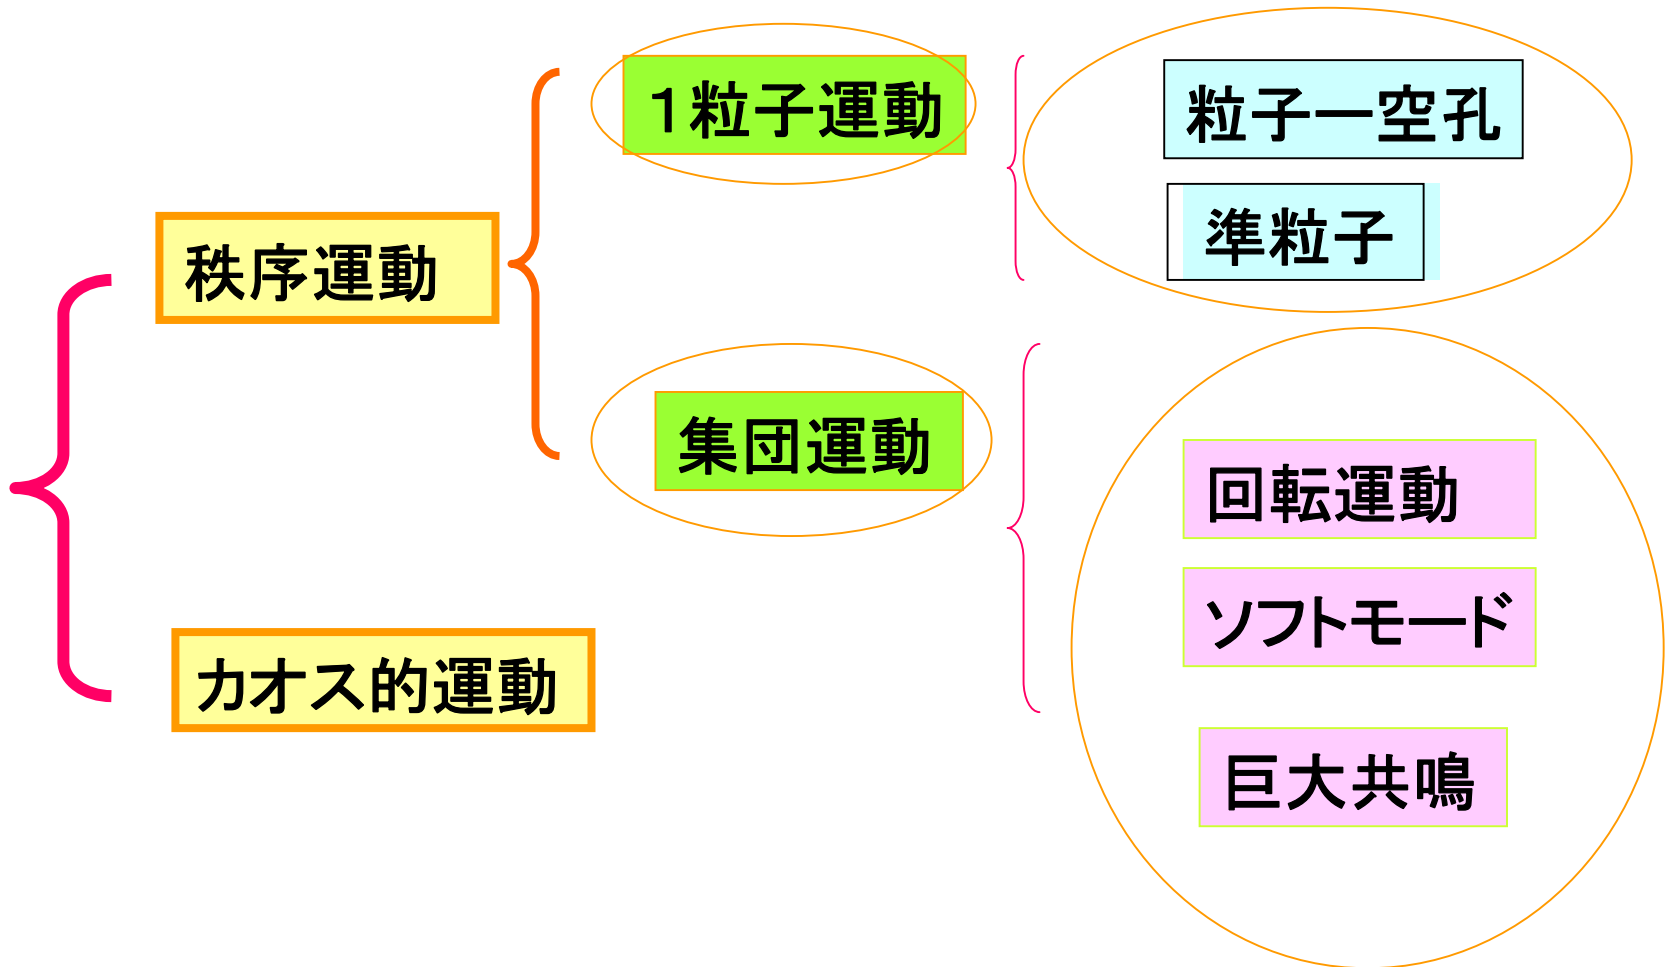 1粒子運動
粒子ー空孔
準粒子
秩序運動
集団運動
回転運動
ソフトモード
カオス的運動
巨大共鳴